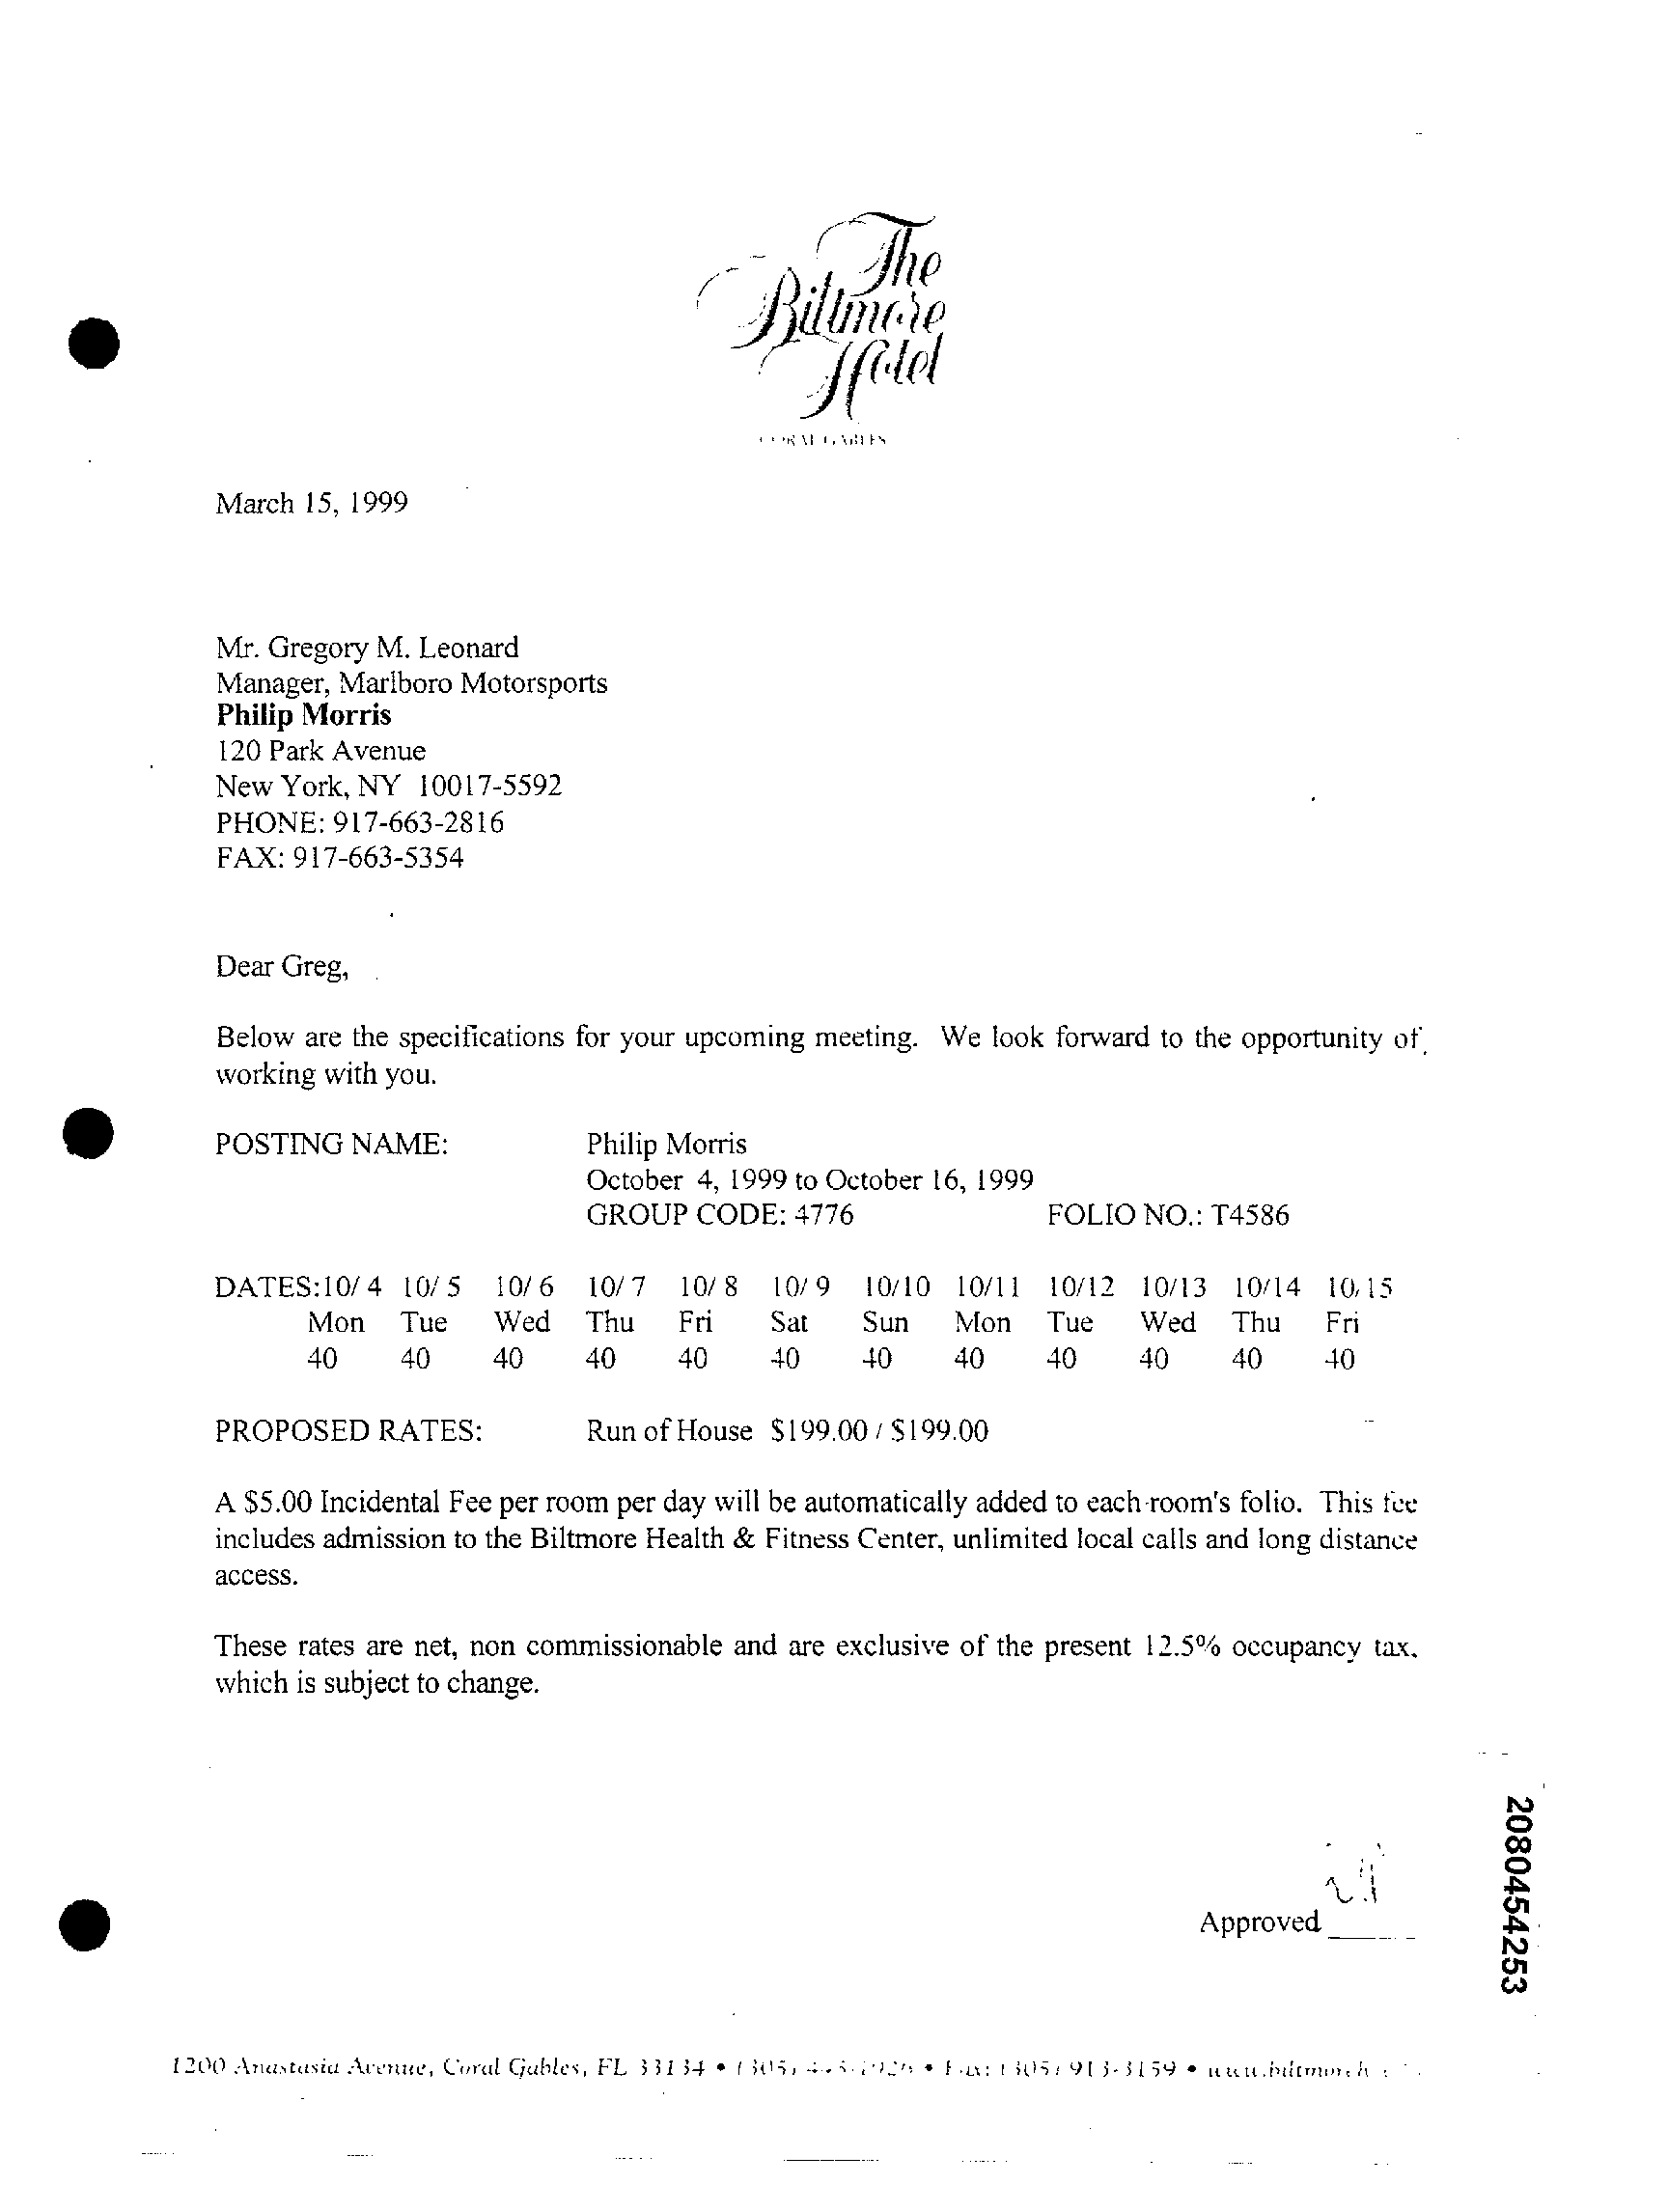 The
Biltmore
Hotel
CORAL GABLES
March 15, 1999
Mr. Gregory M. Leonard
Manager, Marlboro Motorsports
Philip Morris
120 Park Avenue
New York, NY 10017-5592
PHONE: 917-663-2816
FAX: 917-663-5354
Dear Greg,
Below are the specifications for your upcoming meeting. We look forward to the opportunity of
working with you.
POSTING NAME: Philip Morris
October 4, 1999 to October 16, 1999
GROUP CODE: 4776 FOLIO NO.: T4586
DATES:10/ 4 10/ 5 10/ 6 10/ 7 10/ 8 10/ 9 10/10 10/11 10/12 10/13 10/14 10/15
Mon Tue Wed Thu Fri Sat Sun Mon Tue Wed Thu Fri
40 40 40 40 40 40 40 40 40 40 40 40
PROPOSED RATES: Run of House $199.00 / $199.00
A $5.00 Incidental Fee per room per day will be automatically added to each room's folio. This fee
includes admission to the Biltmore Health & Fitness Center, unlimited local calls and long distance
access.
These rates are net, non commissionable and are exclusive of the present 12.5% occupancy tax,
which is subject to change.
Approved
2080454253
1200 Anastasia Avenue, Coral Gables, FL 33134 • (305) • Fax: (305) 913-3159 •